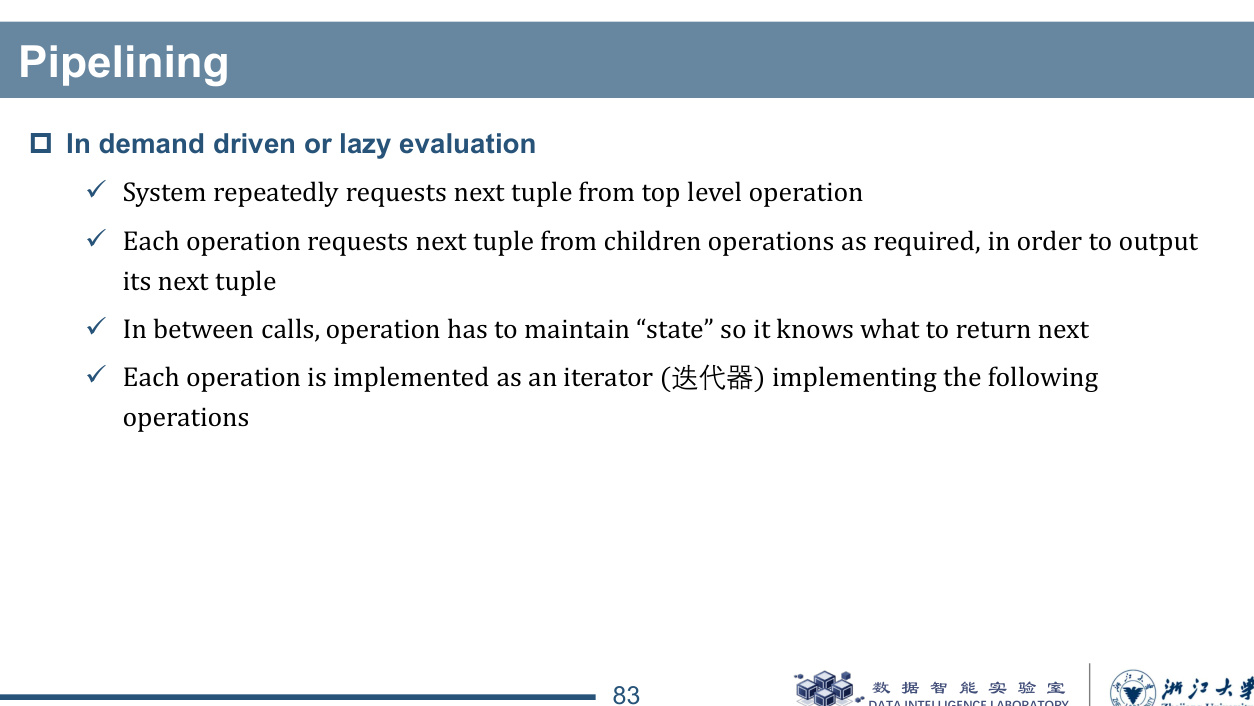 Pipelining
In demand driven or lazy evaluation
System repeatedly requests next tuple from top level operation
Each operation requests next tuple from children operations as required, in order to output
its next tuple
In between calls, operation has to maintain “state” so it knows what to return next
Each operation is implemented as an iterator (迭代器) implementing the following
operations
83
数据智能实验室
DATA INTELLIGENCE LABORATORY
浙江大学